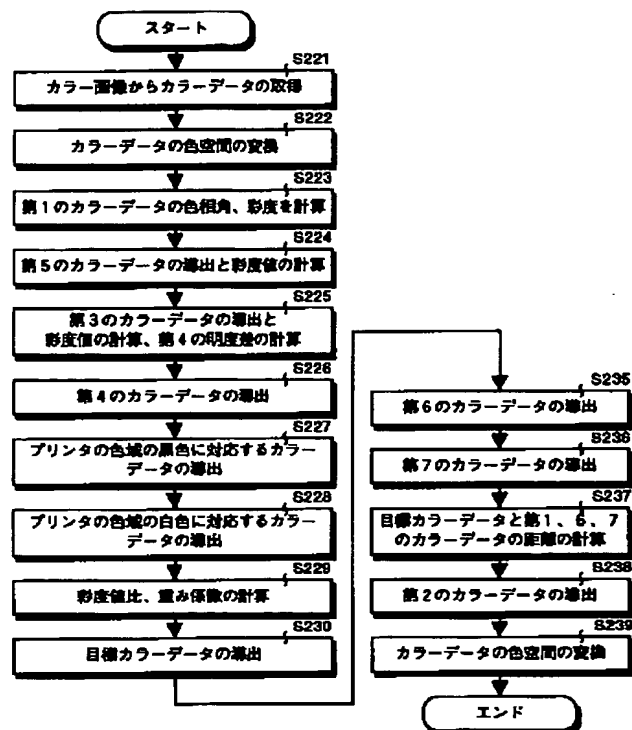 スタート
S221
カラー画像からカラーデータの取得
S222
カラーデータの色空間の変換
S223
第1のカラーデータの色相角、彩度を計算
S224
第5のカラーデータの導出と彩度値の計算
S225
第3のカラーデータの導出と
彩度値の計算、第4の明度差の計算
S226
第4のカラーデータの導出
S227
プリンタの色域の黒色に対応するカラー
データの導出
S228
プリンタの色域の白色に対応するカラー
データの導出
S229
彩度値比、重み係数の計算
S230
目標カラーデータの導出
S235
第6のカラーデータの導出
S236
第7のカラーデータの導出
S237
目標カラーデータと第1、6、7
のカラーデータの距離の計算
S238
第2のカラーデータの導出
S239
カラーデータの色空間の変換
エンド